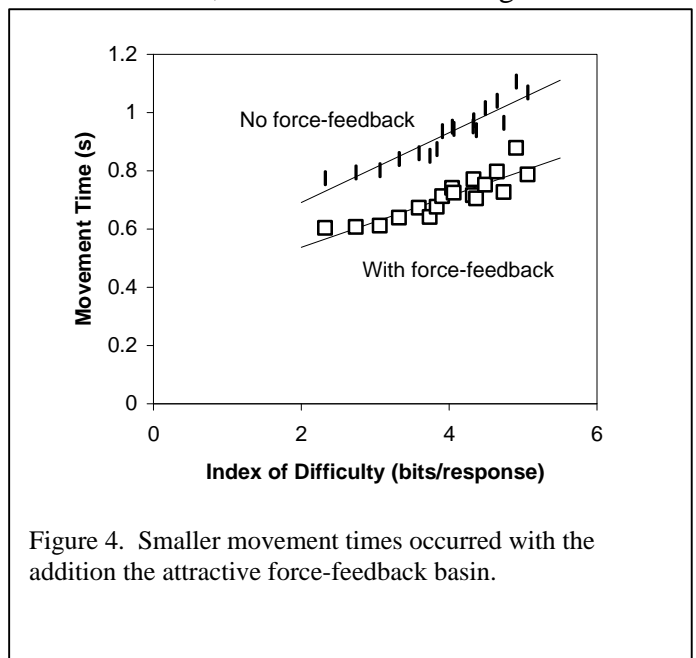 1.2
1
0.8
0.6
0.4
0.2
0
No force-feedback
With force-feedback
Movement Time (s)
0 2 4 6
Index of Difficulty (bits/response)
Figure 4. Smaller movement times occurred with the
addition the attractive force-feedback basin.